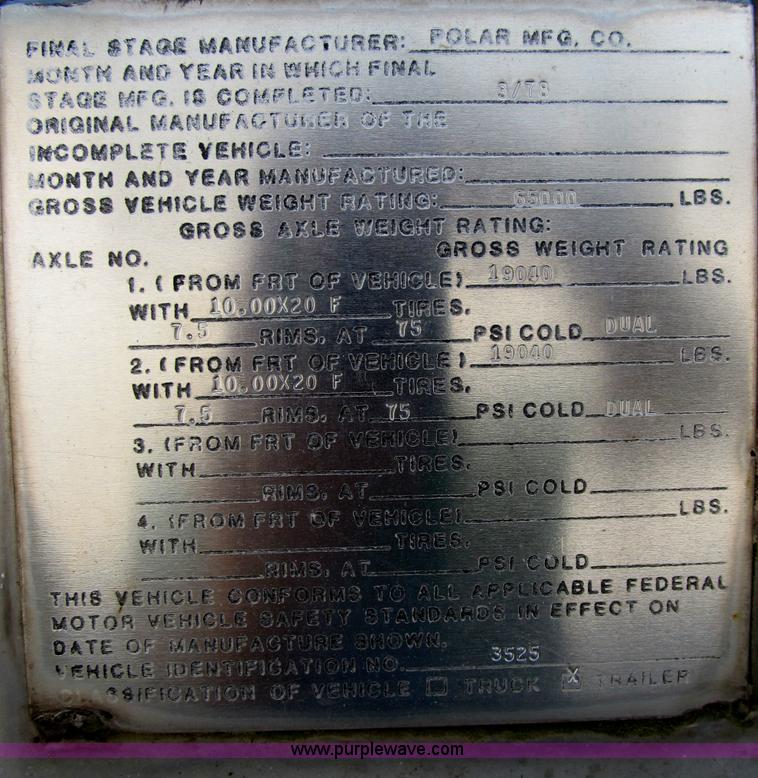 FINAL STAGE MANUFACTURER: POLAR MFG. CO.
MONTH AND YEAR IN WHICH FINAL
STAGE MFG. IS COMPLETED: /78
ORIGINAL MANUFACTURER OF THE
INCOMPLETE VEHICLE:
MONTH AND YEAR MANUFACTURED:
GROSS VEHICLE WEIGHT RATING: 65000 LBS.
GROSS AXLE WEIGHT RATING:
AXLE NO. GROSS WEIGHT RATING
1. (FROM FRT OF VEHICLE) 19040 LBS.
WITH 10.00X20 F TIRES.
7.5 RIMS, AT 75 PSI COLD DUAL
2. (FROM FRT OF VEHICLE) 19040 LBS.
WITH 10.00X20 F TIRES.
7.5 RIMS, AT 75 PSI COLD DUAL
3. (FROM FRT OF VEHICLE) LBS.
WITH TIRES.
RIMS, AT PSI COLD
4. (FROM FRT OF VEHICLE) LBS.
WITH TIRES.
RIMS, AT PSI COLD
THIS VEHICLE CONFORMS TO ALL APPLICABLE FEDERAL
MOTOR VEHICLE SAFETY STANDARDS IN EFFECT ON
DATE OF MANUFACTURE SHOWN.
VEHICLE IDENTIFICATION NO. 3525
CLASSIFICATION OF VEHICLE TRUCK X TRAILER
www.purplewave.com